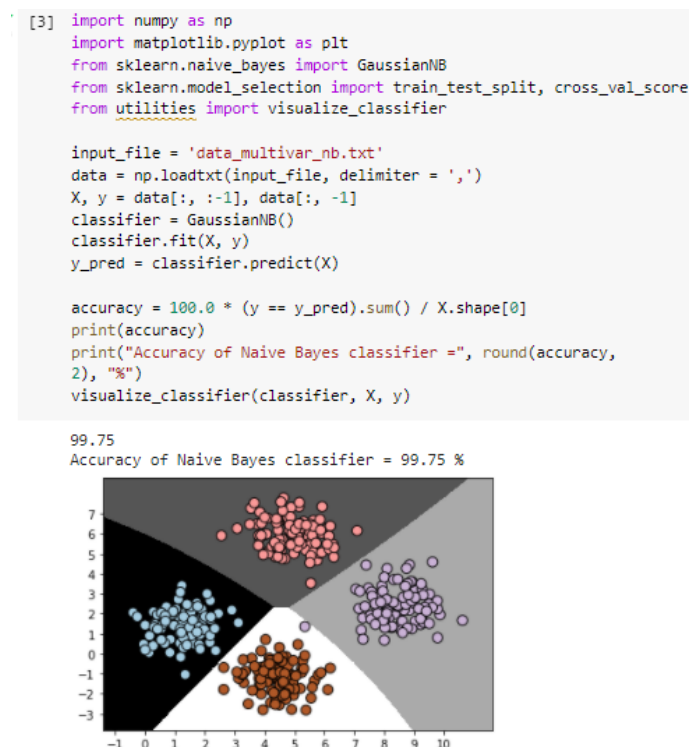 [3] import numpy as np
import matplotlib.pyplot as plt
from sklearn.naive_bayes import GaussianNB
from sklearn.model_selection import train_test_split, cross_val_score
from utilities import visualize_classifier
input_file = 'data_multivar_nb.txt'
data = np.loadtxt(input_file, delimiter = ',')
X, y = data[:, :-1], data[:, -1]
classifier = GaussianNB()
classifier.fit(X, y)
y_pred = classifier.predict(X)
accuracy = 100.0 * (y == y_pred).sum() / X.shape[0]
print(accuracy)
print("Accuracy of Naive Bayes classifier =", round(accuracy,
2), "%")
visualize_classifier(classifier, X, y)
99.75
Accuracy of Naive Bayes classifier = 99.75 %
7
6
5
4
3
2
1
0
−1
−2
−3
−1 0 1 2 3 4 5 6 7 8 9 10